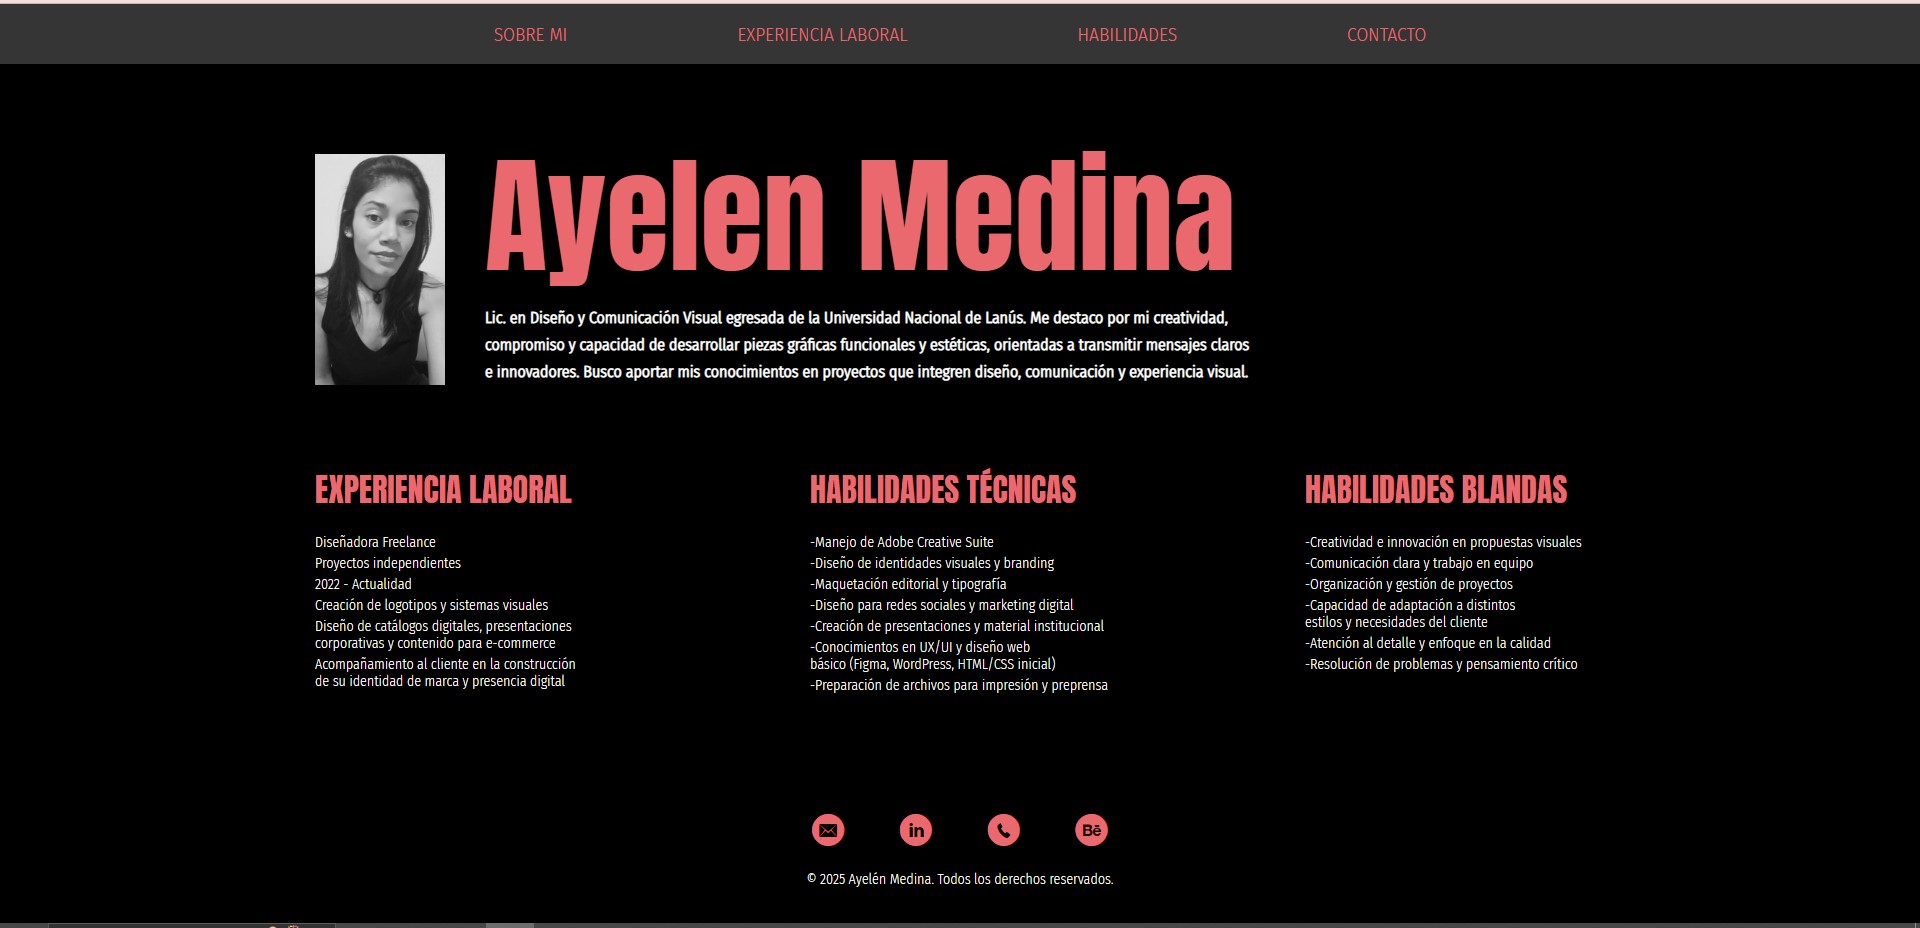 SOBRE MI
EXPERIENCIA LABORAL
HABILIDADES
CONTACTO
Ayelen Medina
Lic. en Diseño y Comunicación Visual egresada de la Universidad Nacional de Lanús. Me destaco por mi creatividad,
compromiso y capacidad de desarrollar piezas gráficas funcionales y estéticas, orientadas a transmitir mensajes claros
e innovadores. Busco aportar mis conocimientos en proyectos que integren diseño, comunicación y experiencia visual.
EXPERIENCIA LABORAL
Diseñadora Freelance
Proyectos independientes
2022 - Actualidad
Creación de logotipos y sistemas visuales
Diseño de catálogos digitales, presentaciones
corporativas y contenido para e-commerce
Acompañamiento al cliente en la construcción
de su identidad de marca y presencia digital
HABILIDADES TÉCNICAS
-Manejo de Adobe Creative Suite
-Diseño de identidades visuales y branding
-Maquetación editorial y tipografía
-Diseño para redes sociales y marketing digital
-Creación de presentaciones y material institucional
-Conocimientos en UX/UI y diseño web
básico (Figma, WordPress, HTML/CSS inicial)
-Preparación de archivos para impresión y preprensa
HABILIDADES BLANDAS
-Creatividad e innovación en propuestas visuales
-Comunicación clara y trabajo en equipo
-Organización y gestión de proyectos
-Capacidad de adaptación a distintos
estilos y necesidades del cliente
-Atención al detalle y enfoque en la calidad
-Resolución de problemas y pensamiento crítico
in
Bē
© 2025 Ayelén Medina. Todos los derechos reservados.